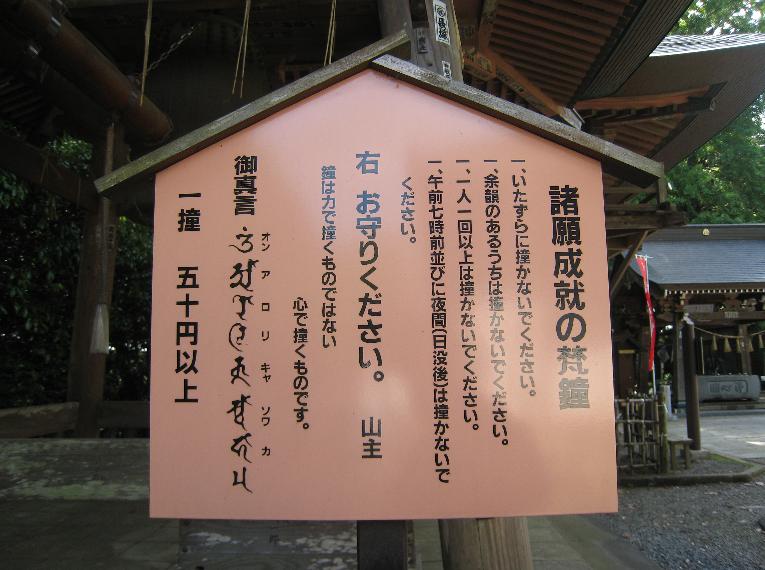 諸願成就の梵鐘
一、いたずらに撞かないでください。
一、余韻のあるうちは撞かないでください。
一、一人一回以上は撞かないでください。
一、午前七時前並びに夜間(日没後)は撞かないで
ください。
右 お守りください。 山主
鐘は力で撞くものではない
心で撞くものです。
オン ア ロ リ キャ ソワ カ
御真言
一撞 五十円以上